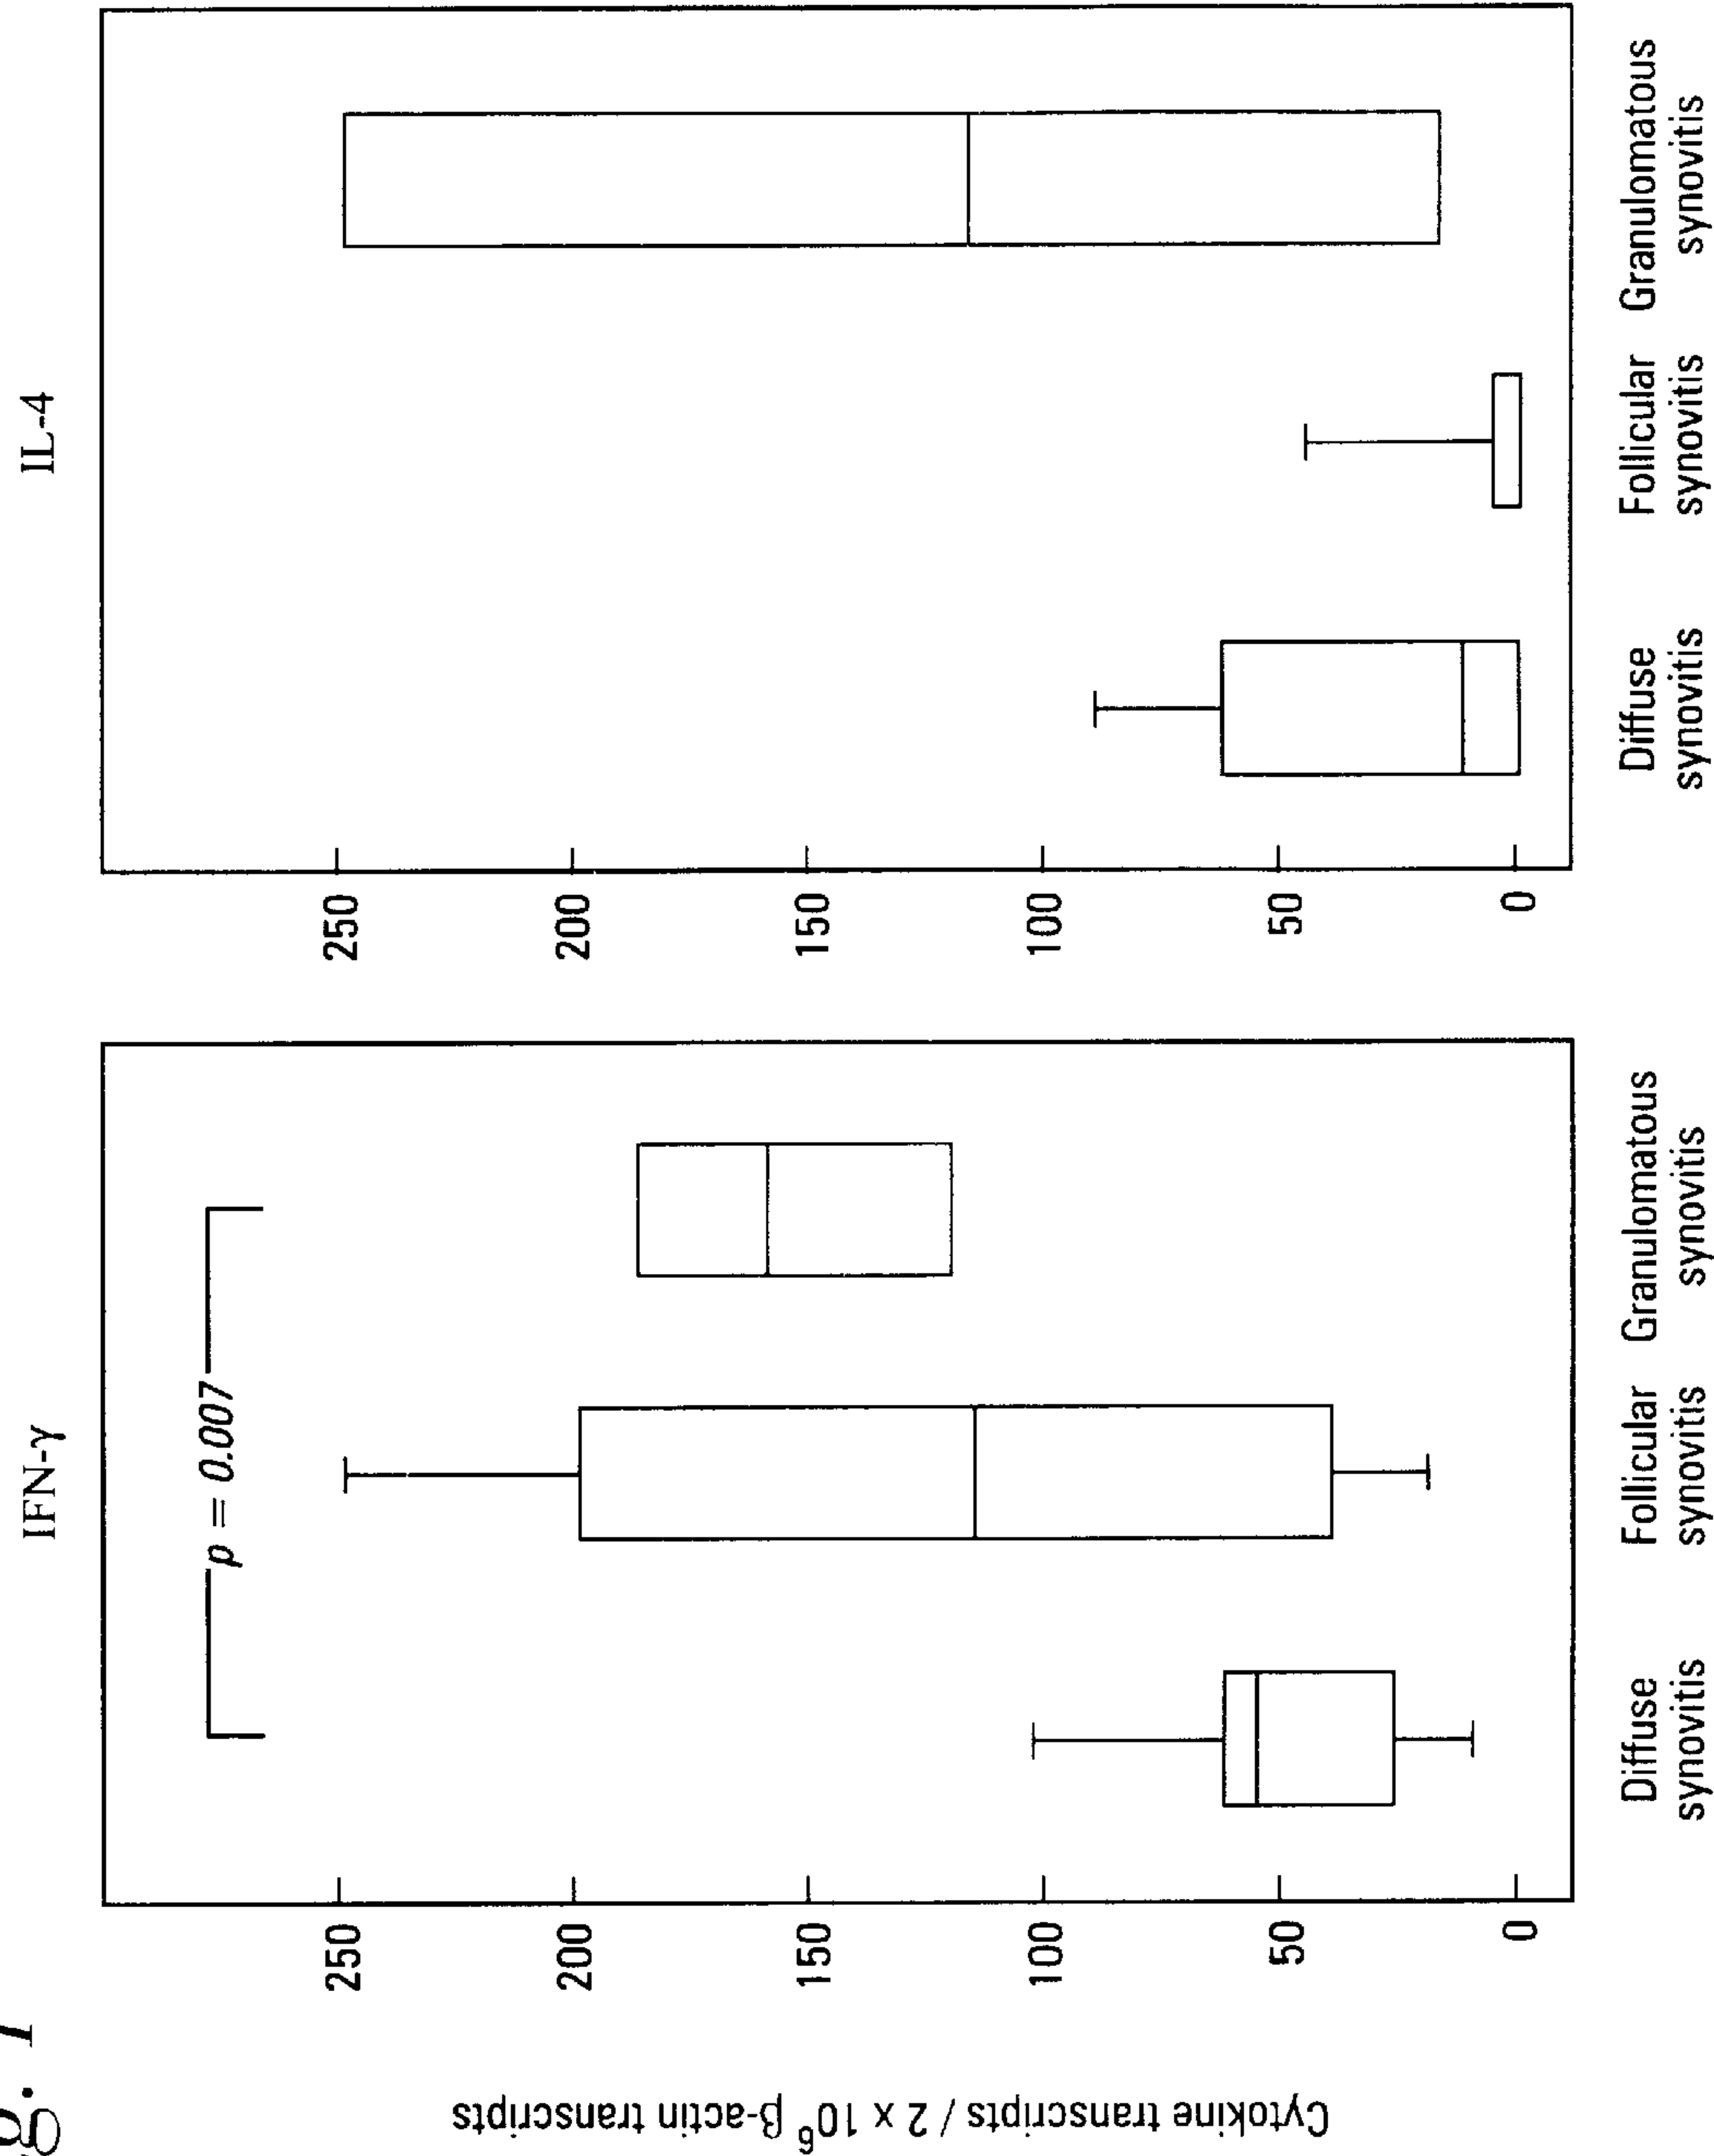 g. 1
IFN-γ
IL-4
Cytokine transcripts / 2 x 10⁶ β-actin transcripts
250
200
150
100
50
0
p = 0.007
Diffuse
synovitis
Follicular
synovitis
Granulomatous
synovitis
250
200
150
100
50
0
Diffuse
synovitis
Follicular
synovitis
Granulomatous
synovitis